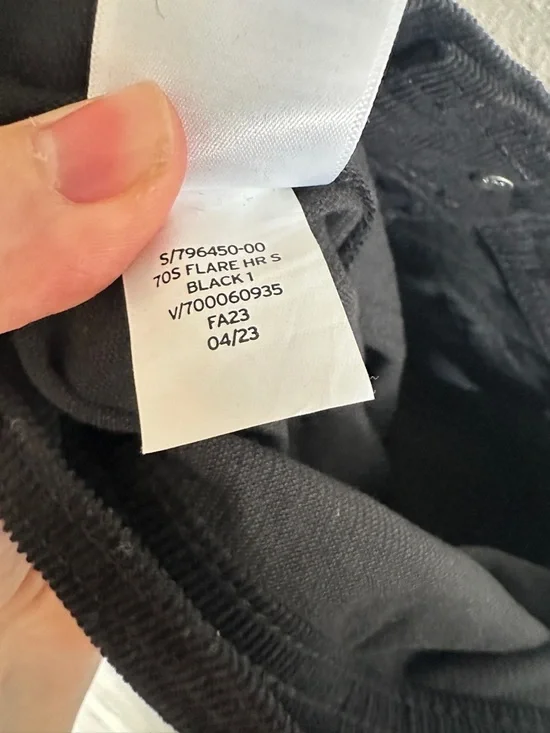 S/796450-00
70S FLARE HR S
BLACK 1
V/700060935
FA23
04/23